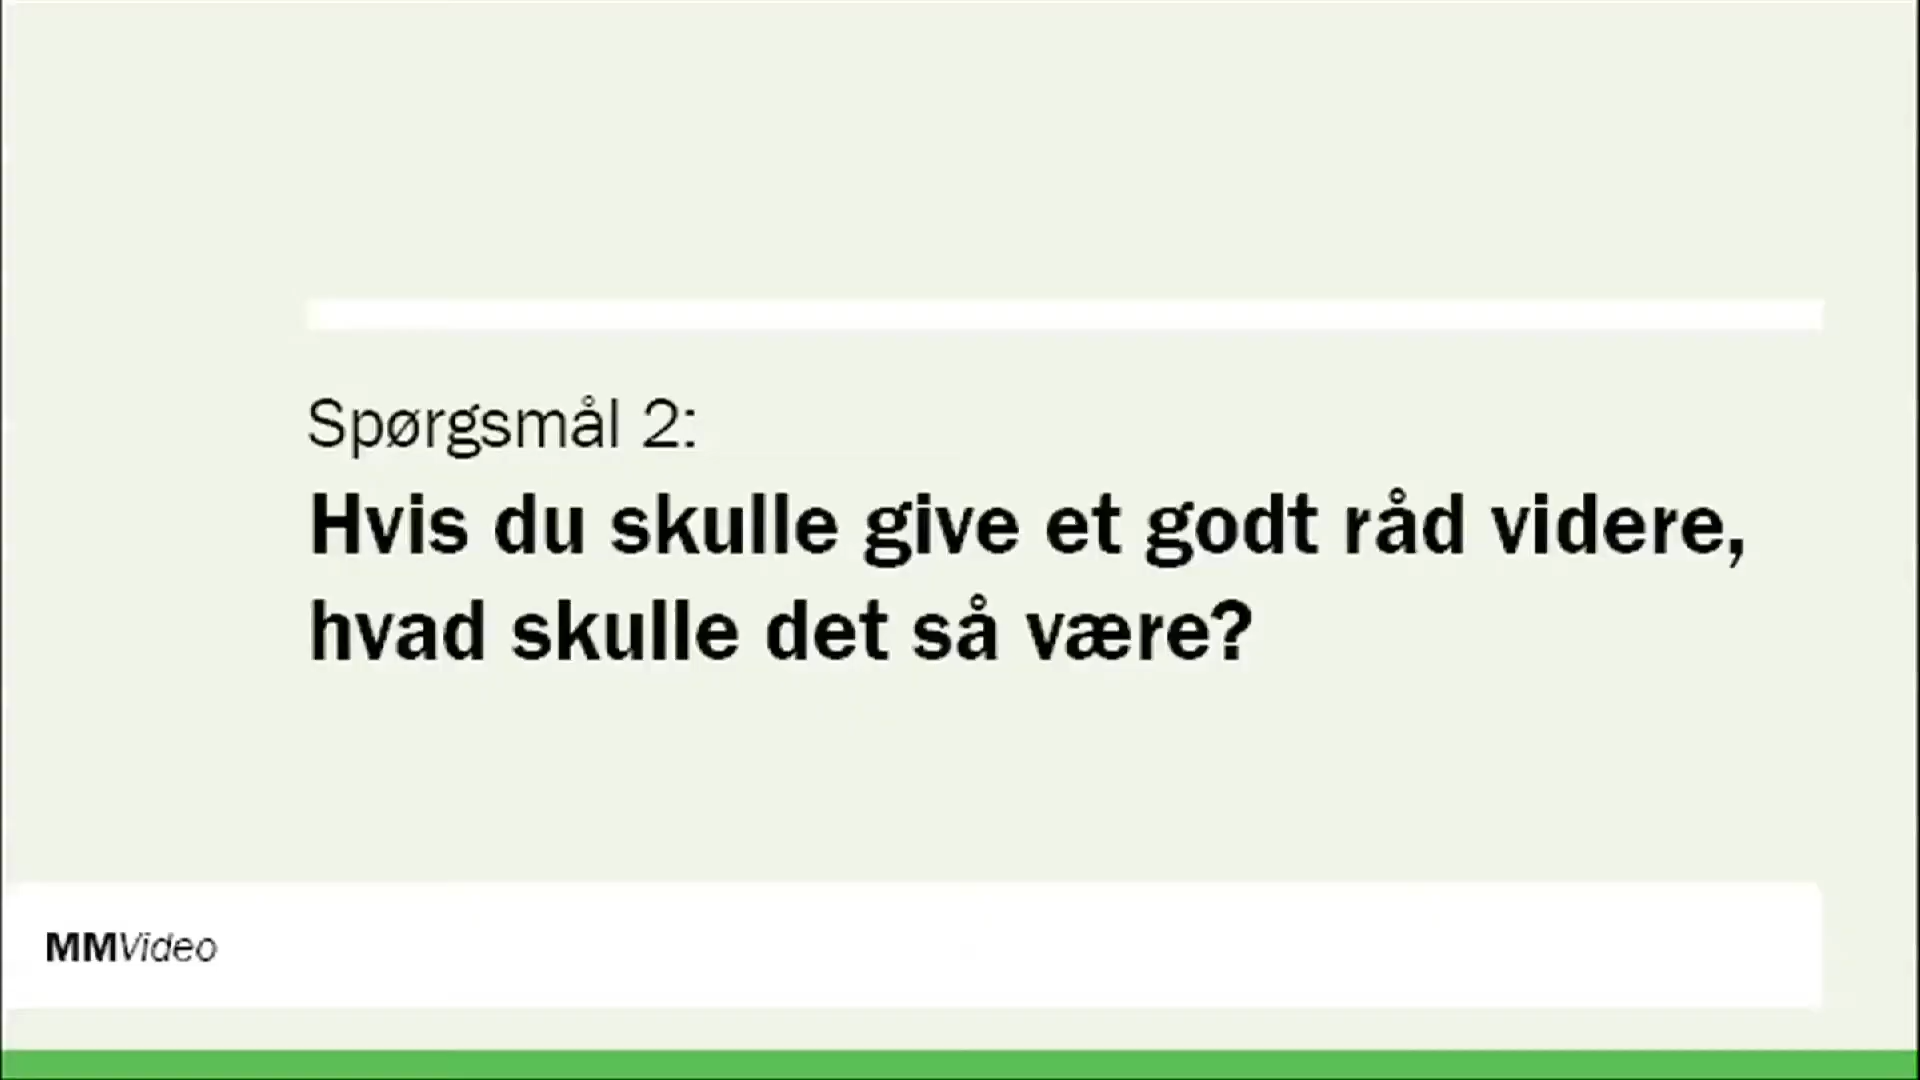 Spørgsmål 2:
Hvis du skulle give et godt råd videre,
hvad skulle det så være?
MMVideo